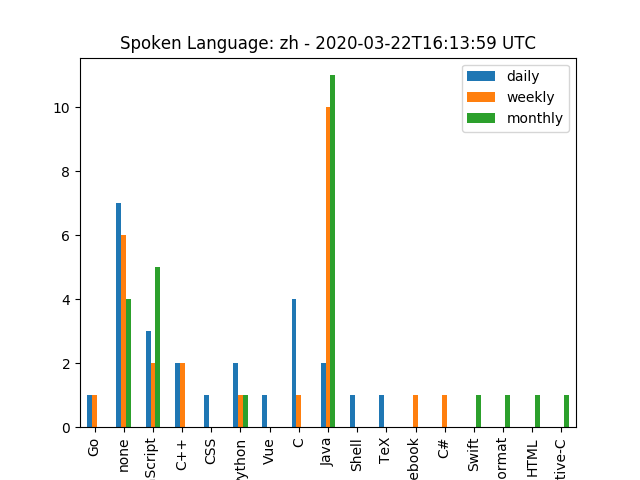 Spoken Language: zh - 2020-03-22T16:13:59 UTC
daily
weekly
monthly
10
8
6
4
2
0
Go
none
Script
C++
CSS
ython
Vue
C
Java
Shell
TeX
ebook
C#
Swift
ormat
HTML
tive-C